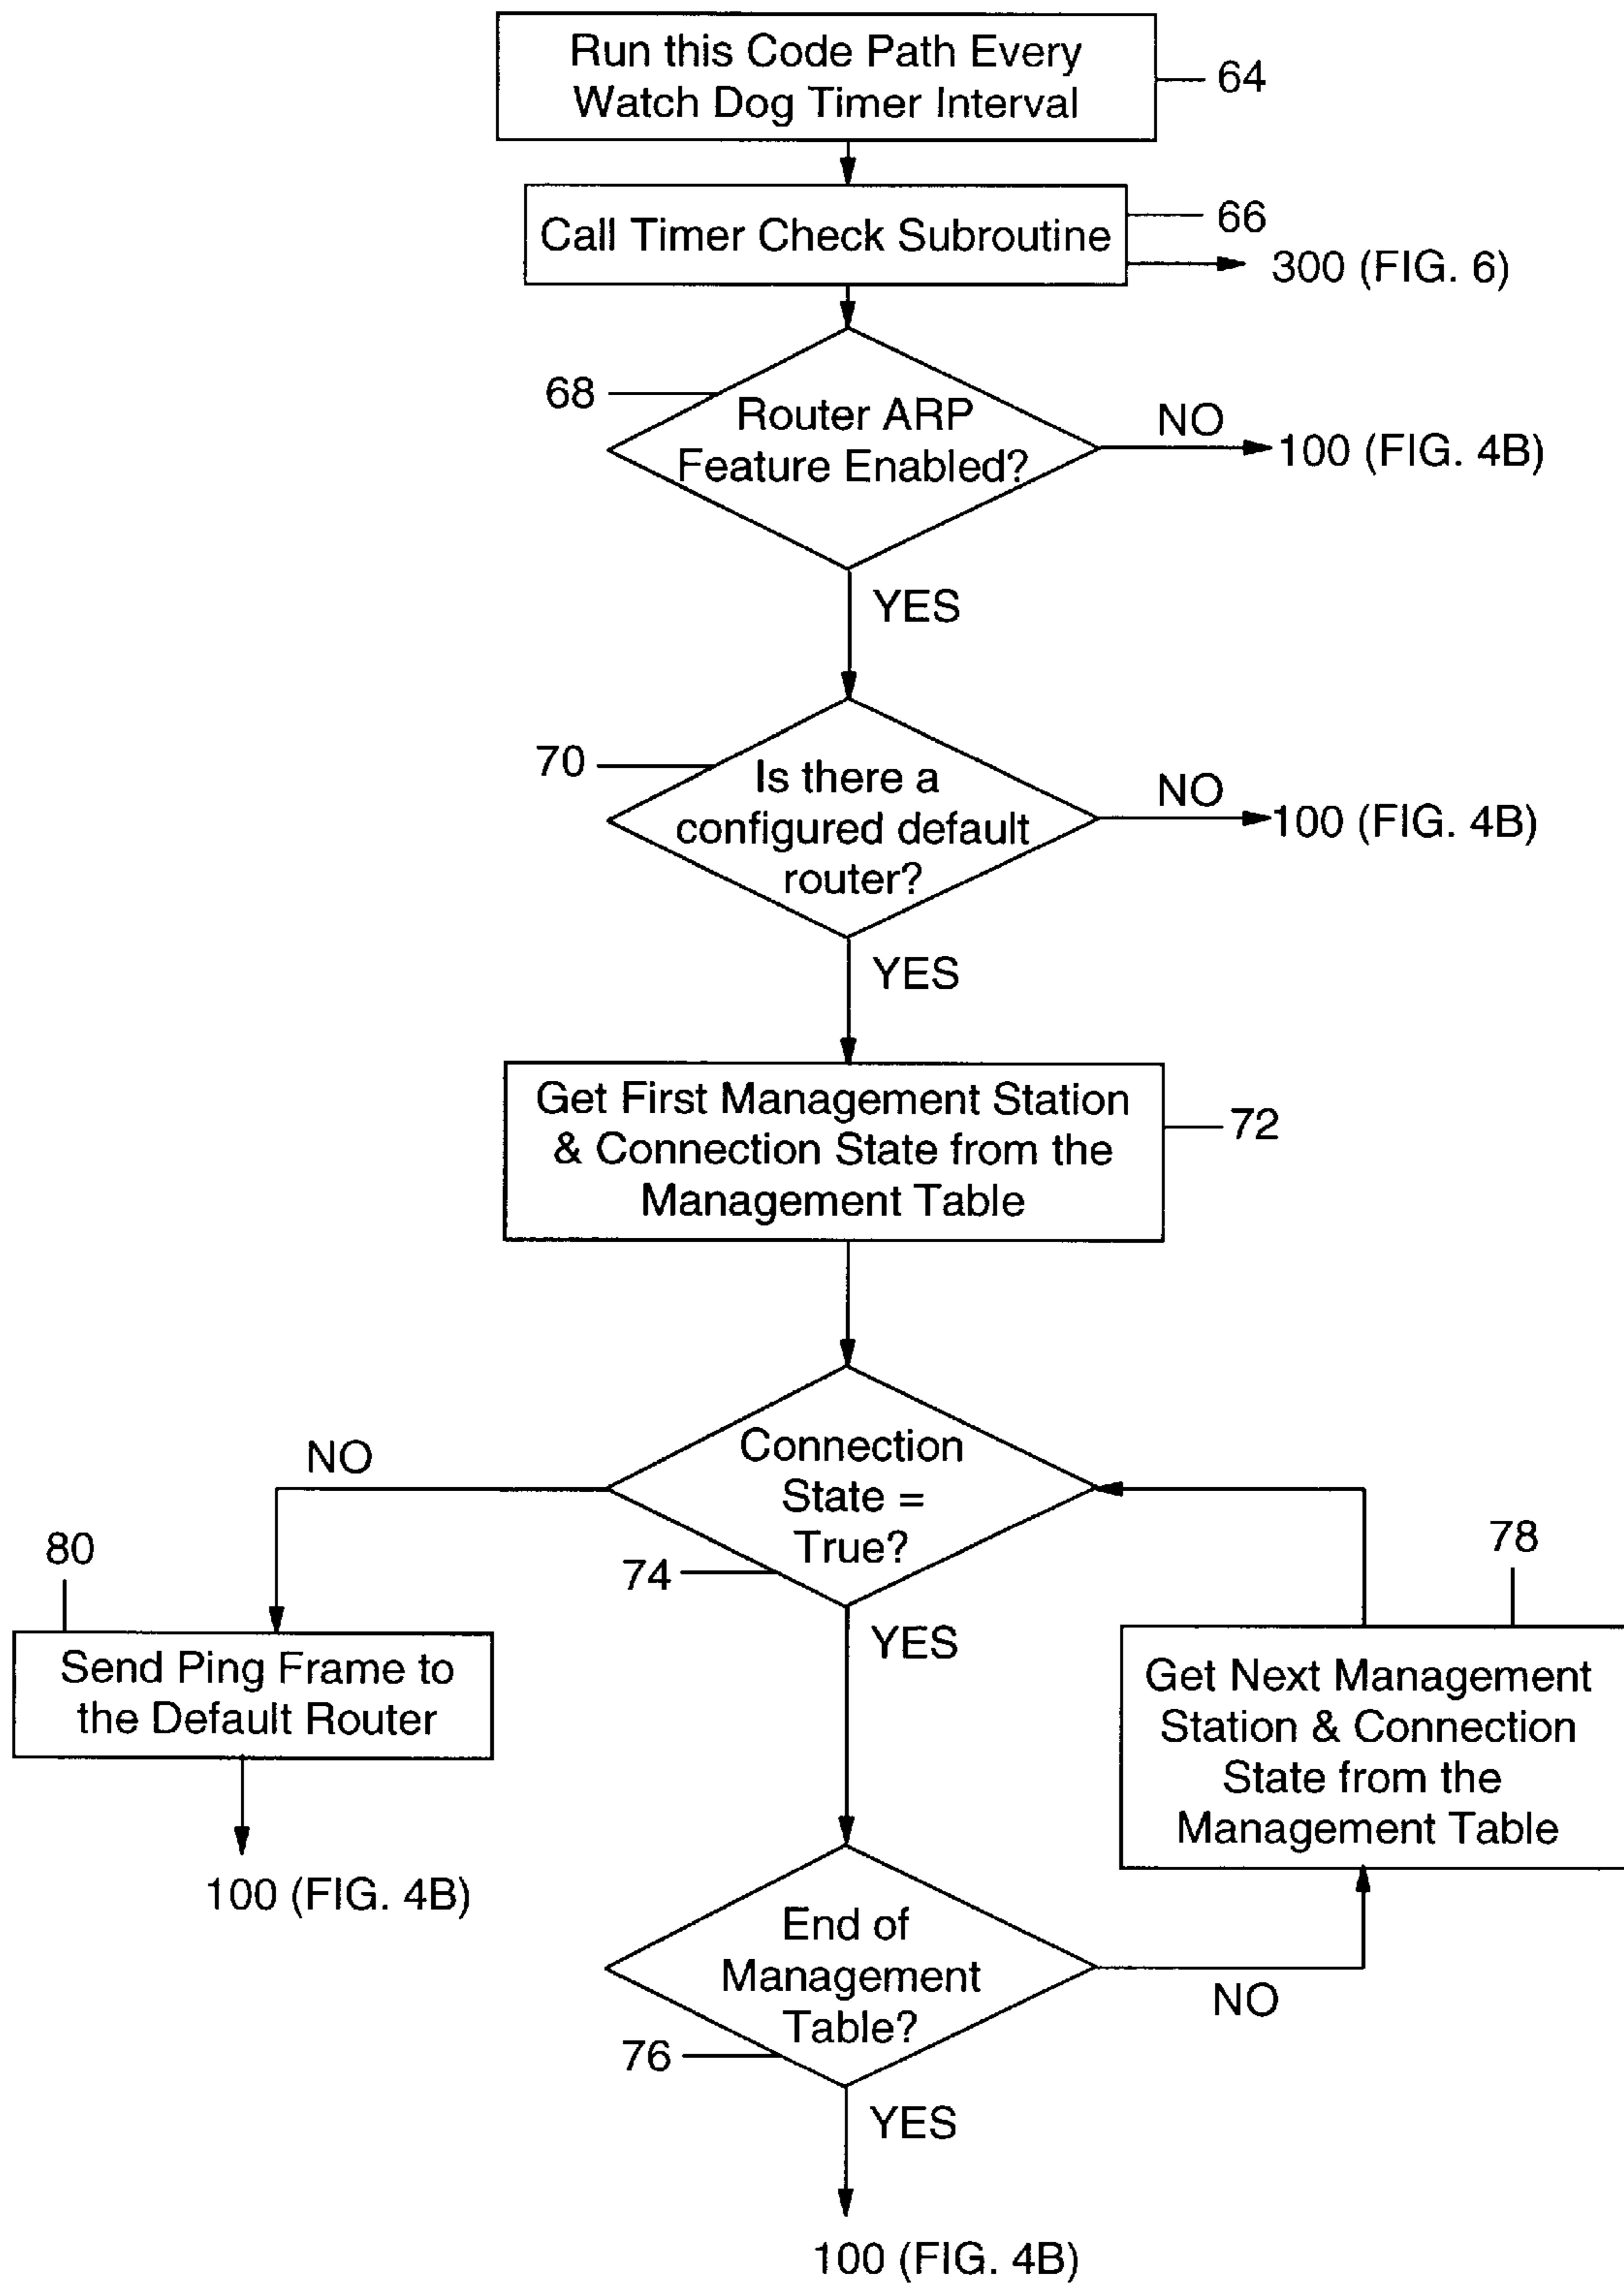 Run this Code Path Every
Watch Dog Timer Interval
64
Call Timer Check Subroutine
66
300 (FIG. 6)
68
Router ARP
Feature Enabled?
NO
100 (FIG. 4B)
YES
70
Is there a
configured default
router?
NO
100 (FIG. 4B)
YES
Get First Management Station
& Connection State from the
Management Table
72
Connection
State =
True?
74
NO
YES
80
Send Ping Frame to
the Default Router
100 (FIG. 4B)
78
Get Next Management
Station & Connection
State from the
Management Table
End of
Management
Table?
76
NO
YES
100 (FIG. 4B)